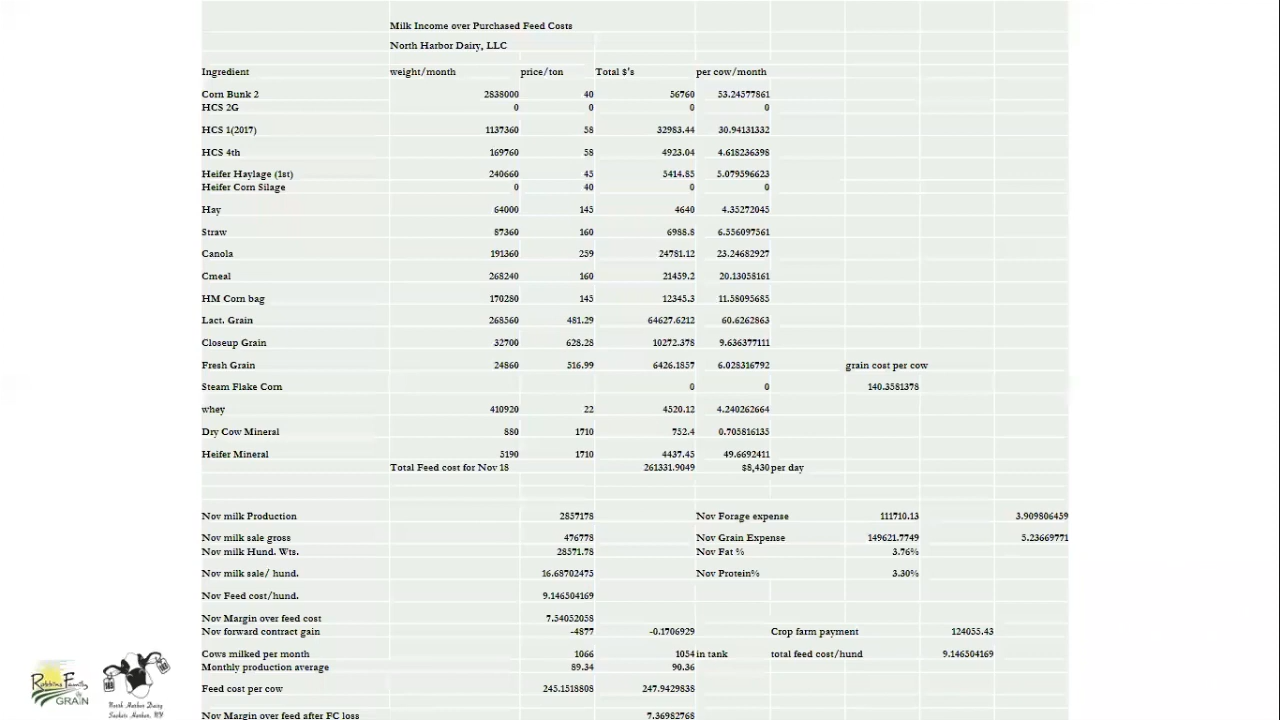 Milk Income over Purchased Feed Costs
North Harbor Dairy, LLC
Ingredient weight/month price/ton Total $'s per cow/month
Corn Bunk 2 2838000 40 56760 53.24577861
HCS 2G 0 0 0 0
HCS 1(2017) 1137360 58 32983.44 30.94131332
HCS 4th 169760 58 4923.04 4.618236398
Heifer Haylage (1st) 240660 45 5414.85 5.079596623
Heifer Corn Silage 0 40 0 0
Hay 64000 145 4640 4.35272045
Straw 87360 160 6988.8 6.556097561
Canola 191360 259 24781.12 23.24682927
Cmeal 268240 160 21459.2 20.13058161
HM Corn bag 170280 145 12345.3 11.58095685
Lact. Grain 268560 481.29 64627.6212 60.6262863
Closeup Grain 32700 628.28 10272.378 9.636377111
Fresh Grain 24860 516.99 6426.1857 6.028316792 grain cost per cow
Steam Flake Corn 0 0 140.3581378
whey 410920 22 4520.12 4.240262664
Dry Cow Mineral 880 1710 752.4 0.705816135
Heifer Mineral 5190 1710 4437.45 49.6692411
Total Feed cost for Nov 18 261331.9049 $8,430 per day
Nov milk Production 2857178 Nov Forage expense 111710.13 3.909806459
Nov milk sale gross 476778 Nov Grain Expense 149621.7749 5.23669771
Nov milk Hund. Wts. 28571.78 Nov Fat % 3.76%
Nov milk sale/ hund. 16.68702475 Nov Protein% 3.30%
Nov Feed cost/hund. 9.146504169
Nov Margin over feed cost 7.54052058
Nov forward contract gain -4877 -0.1706929 Crop farm payment 124055.43
Cows milked per month 1066 1054 in tank total feed cost/hund 9.146504169
Monthly production average 89.34 90.36
Feed cost per cow 245.1518808 247.9429838
Nov Margin over feed after FC loss 7.36982768
Robbins Family
GRAIN
North Harbor Dairy
Sackets Harbor, NY